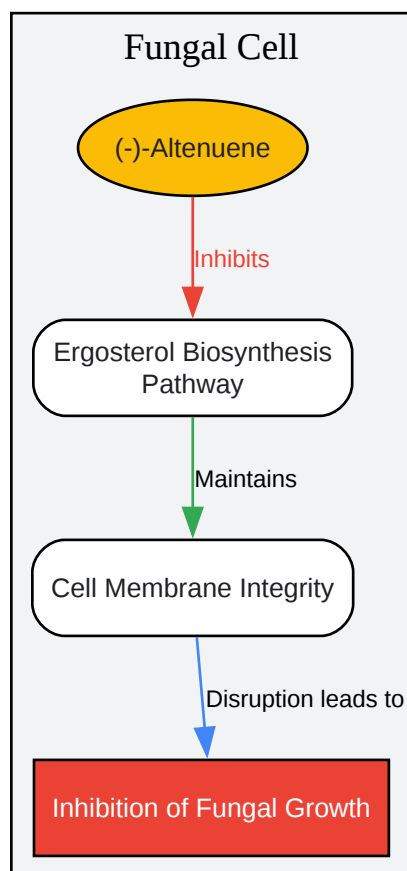 Fungal Cell
(-)-Altenuene
Inhibits
Ergosterol Biosynthesis
Pathway
Maintains
Cell Membrane Integrity
Disruption leads to
Inhibition of Fungal Growth